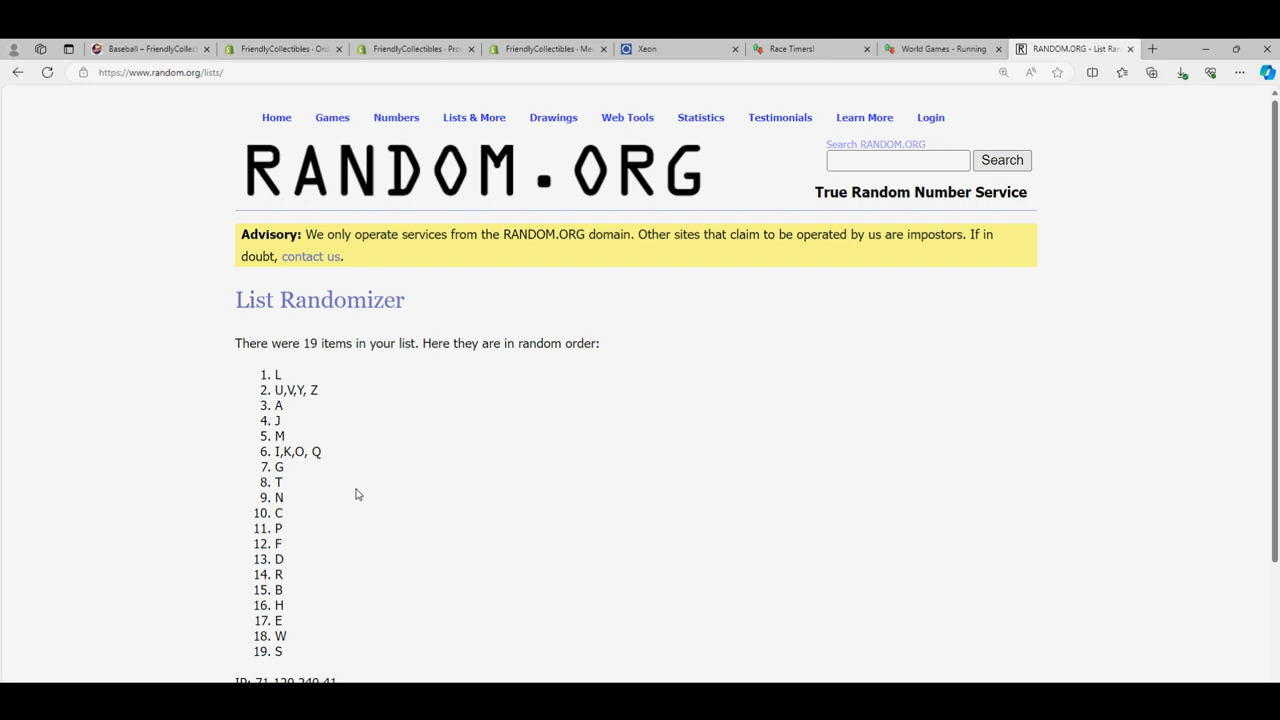 Baseball – FriendlyCollec
FriendlyCollectibles · Ord
FriendlyCollectibles · Pro
FriendlyCollectibles · Me
Xeon
Race Timers!
World Games - Running
RANDOM.ORG - List Ran
https://www.random.org/lists/
Home
Games
Numbers
Lists & More
Drawings
Web Tools
Statistics
Testimonials
Learn More
Login
RANDOM.ORG
Search RANDOM.ORG
Search
True Random Number Service
Advisory: We only operate services from the RANDOM.ORG domain. Other sites that claim to be operated by us are impostors. If in
doubt, contact us.
List Randomizer
There were 19 items in your list. Here they are in random order:
1. L
2. U,V,Y, Z
3. A
4. J
5. M
6. I,K,O, Q
7. G
8. T
9. N
10. C
11. P
12. F
13. D
14. R
15. B
16. H
17. E
18. W
19. S